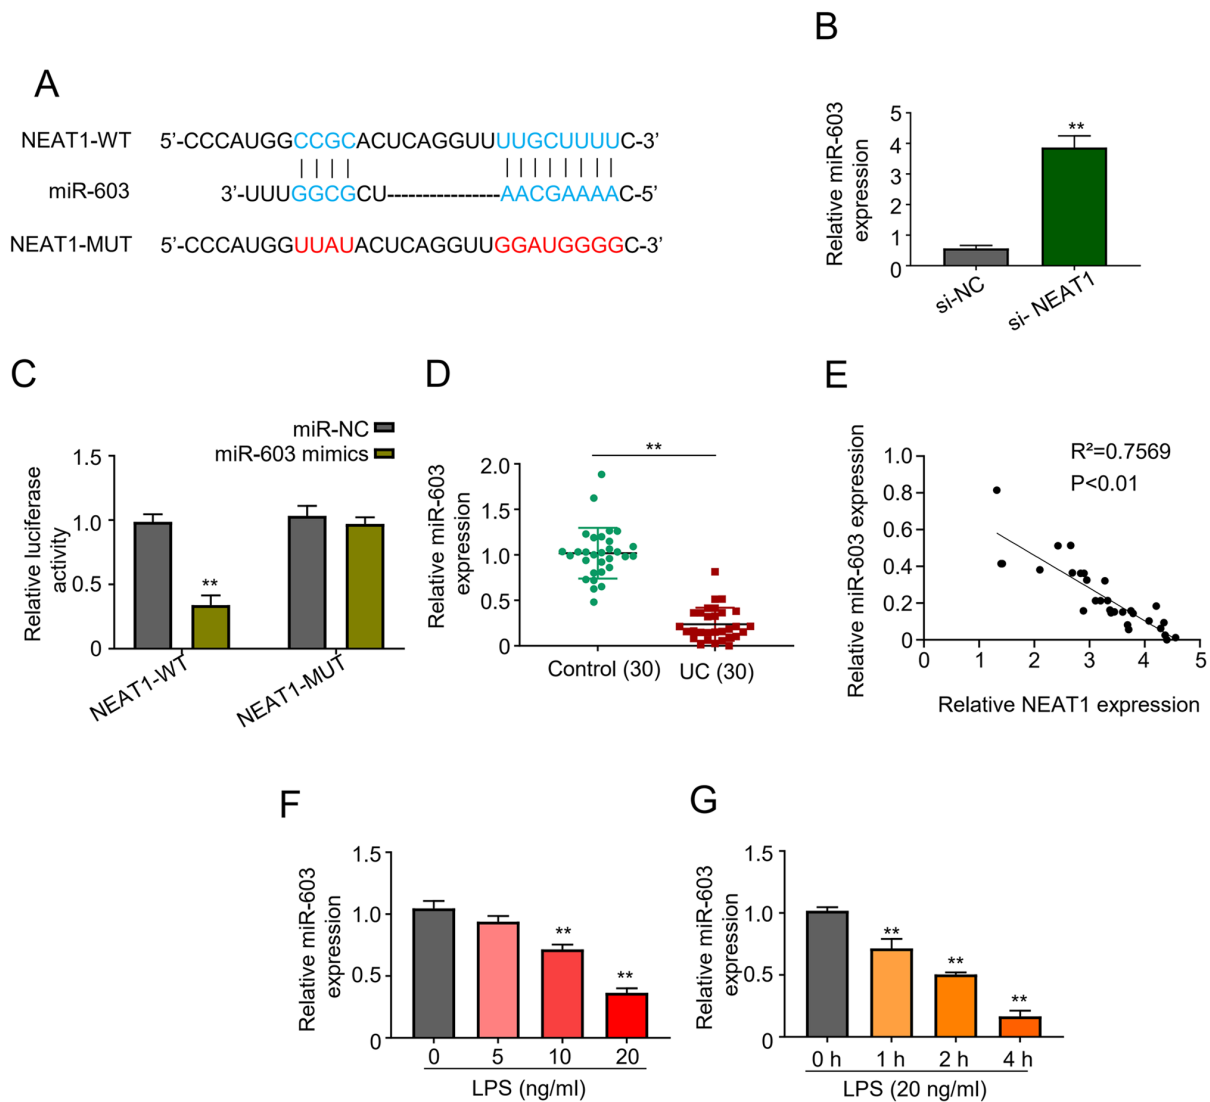 A
NEAT1-WT 5’-CCCAUGGCCGCACUCAGGUUUUGCUUUUC-3’
miR-603 3’-UUUGGCGCU----------------AACGAAAAC-5’
NEAT1-MUT 5’-CCCAUGGUUAUACUCAGGUUGGAUGGGGC-3’
B
Relative miR-603
expression
5
4
3
2
1
0
**
si-NC
si- NEAT1
C
miR-NC
miR-603 mimics
Relative luciferase
activity
1.5
1.0
0.5
0
**
NEAT1-WT
NEAT1-MUT
D
Relative miR-603
expression
2.0
1.5
1.0
0.5
0
**
Control (30)
UC (30)
E
Relative miR-603 expression
1.0
0.8
0.6
0.4
0.2
0
R²=0.7569
P<0.01
0 1 2 3 4 5
Relative NEAT1 expression
F
Relative miR-603
expression
1.5
1.0
0.5
0
**
**
0 5 10 20
LPS (ng/ml)
G
Relative miR-603
expression
1.5
1.0
0.5
0
**
**
**
0 h 1 h 2 h 4 h
LPS (20 ng/ml)